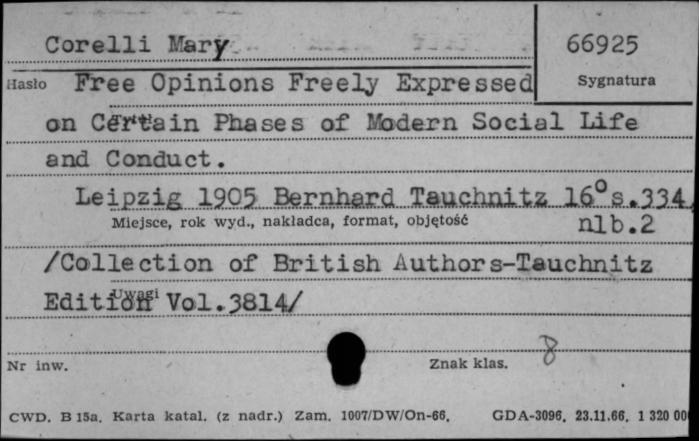 Corelli Mary
66925
Hasło Free Opinions Freely Expressed
Sygnatura
on Certain Phases of Modern Social Life
and Conduct.
Leipzig 1905 Bernhard Tauchnitz 16° s.334,
Miejsce, rok wyd., nakładca, format, objętość
nlb.2
/Collection of British Authors-Tauchnitz
Uwagi
Edition Vol.3814/
Nr inw.
Znak klas. 8
CWD. B 15a. Karta katal. (z nadr.) Zam. 1007/DW/On-66. GDA-3096. 23.11.66. 1 320 00